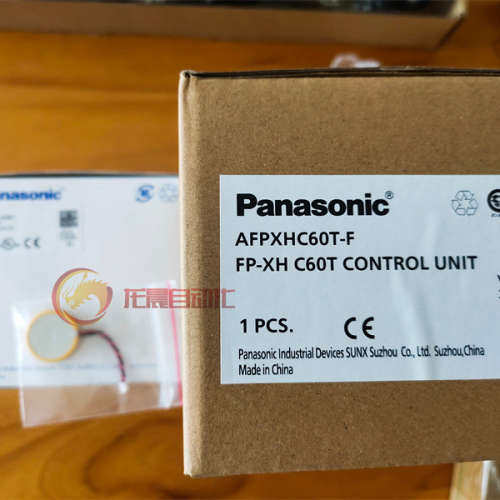 Panasonic
Panasonic
AFPXHC60T-F
FP-XH C60T CONTROL UNIT
1 PCS.
CE
Panasonic Industrial Devices SUNX Suzhou Co., Ltd. Suzhou, China
Made in China
龙晨自动化